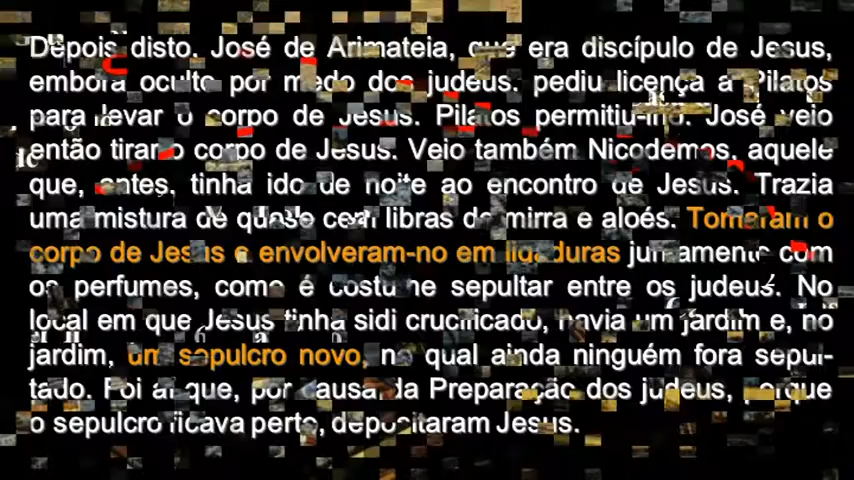 Depois disto, José de Arimateia, que era discípulo de Jesus,
embora oculto por medo dos judeus, pediu licença a Pilatos
para levar o corpo de Jesus. Pilatos permitiu-lho. José veio
então tirar o corpo de Jesus. Veio também Nicodemos, aquele
que, antes, tinha ido de noite ao encontro de Jesus. Trazia
uma mistura de quase cem libras de mirra e aloés. Tomaram o
corpo de Jesus e envolveram-no em ligaduras juntamente com
os perfumes, como é costume sepultar entre os judeus. No
local em que Jesus tinha sidi crucificado, havia um jardim e, no
jardim, um sepulcro novo, no qual ainda ninguém fora sepul-
tado. Foi aí que, por causa da Preparação dos judeus, porque
o sepulcro ficava perto, depositaram Jesus.